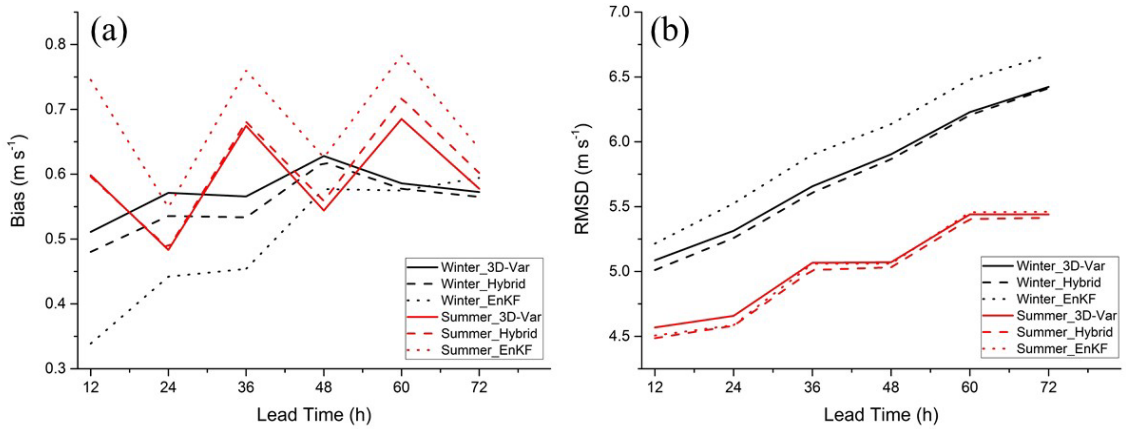 (a)
0.8
0.7
0.6
0.5
0.4
0.3
Bias (m s⁻¹)
Winter_3D-Var
Winter_Hybrid
Winter_EnKF
Summer_3D-Var
Summer_Hybrid
Summer_EnKF
12 24 36 48 60 72
Lead Time (h)
(b)
7.0
6.5
6.0
5.5
5.0
4.5
RMSD (m s⁻¹)
Winter_3D-Var
Winter_Hybrid
Winter_EnKF
Summer_3D-Var
Summer_Hybrid
Summer_EnKF
12 24 36 48 60 72
Lead Time (h)